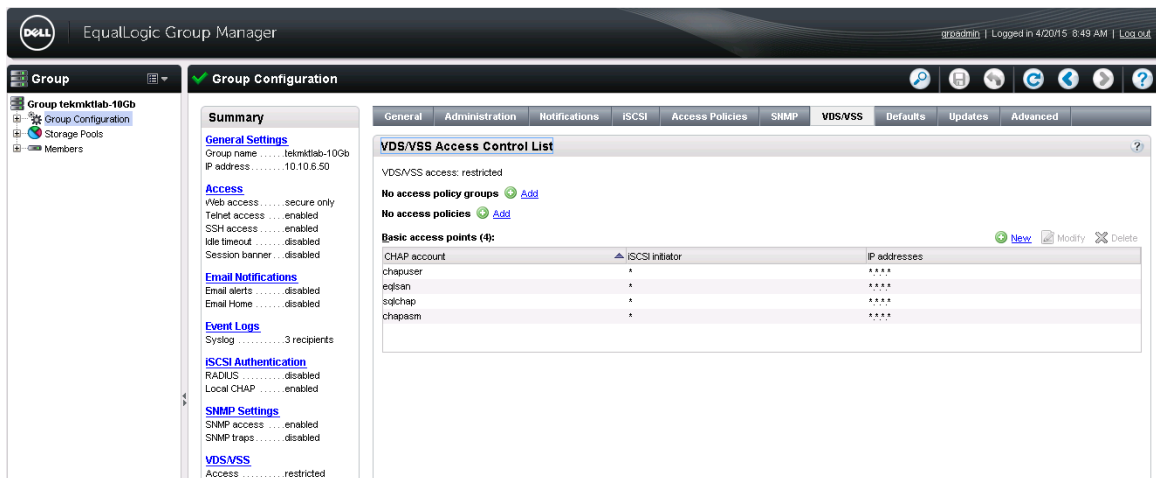 DELL
EqualLogic Group Manager
grpadmin | Logged in 4/20/15 8:49 AM | Log out
Group
Group Configuration
Group tekmktlab-10Gb
Group Configuration
Storage Pools
Members
Summary
General Settings
Group name ......tekmktlab-10Gb
IP address ........10.10.6.50
Access
Web access ......secure only
Telnet access ....enabled
SSH access ......enabled
Idle timeout .......disabled
Session banner...disabled
Email Notifications
Email alerts .......disabled
Email Home .......disabled
Event Logs
Syslog ...........3 recipients
iSCSI Authentication
RADIUS ..........disabled
Local CHAP ......enabled
SNMP Settings
SNMP access ....enabled
SNMP traps.......disabled
VDS/VSS
Access ..........restricted
General Administration Notifications iSCSI Access Policies SNMP VDS/VSS Defaults Updates Advanced
VDS/VSS Access Control List
?
VDS/VSS access: restricted
No access policy groups Add
No access policies Add
Basic access points (4):
New Modify Delete
CHAP account iSCSI initiator IP addresses
chapuser * *.*.*.*
eqlsan * *.*.*.*
sqlchap * *.*.*.*
chapasm * *.*.*.*